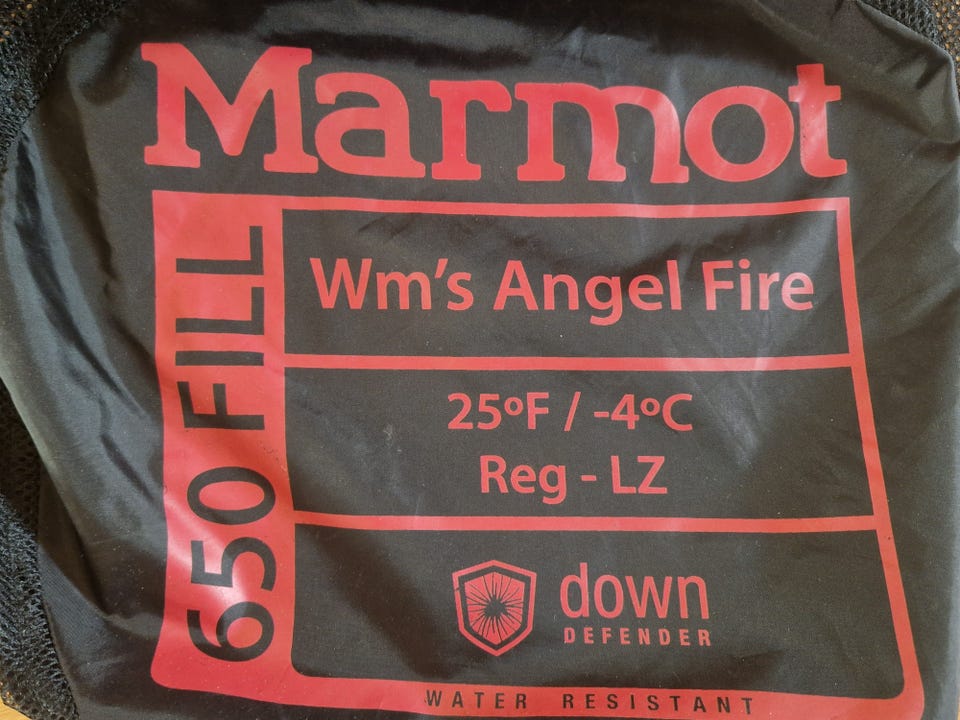 Marmot
650 FILL
Wm's Angel Fire
25ºF / -4ºC
Reg - LZ
down
DEFENDER
WATER RESISTANT